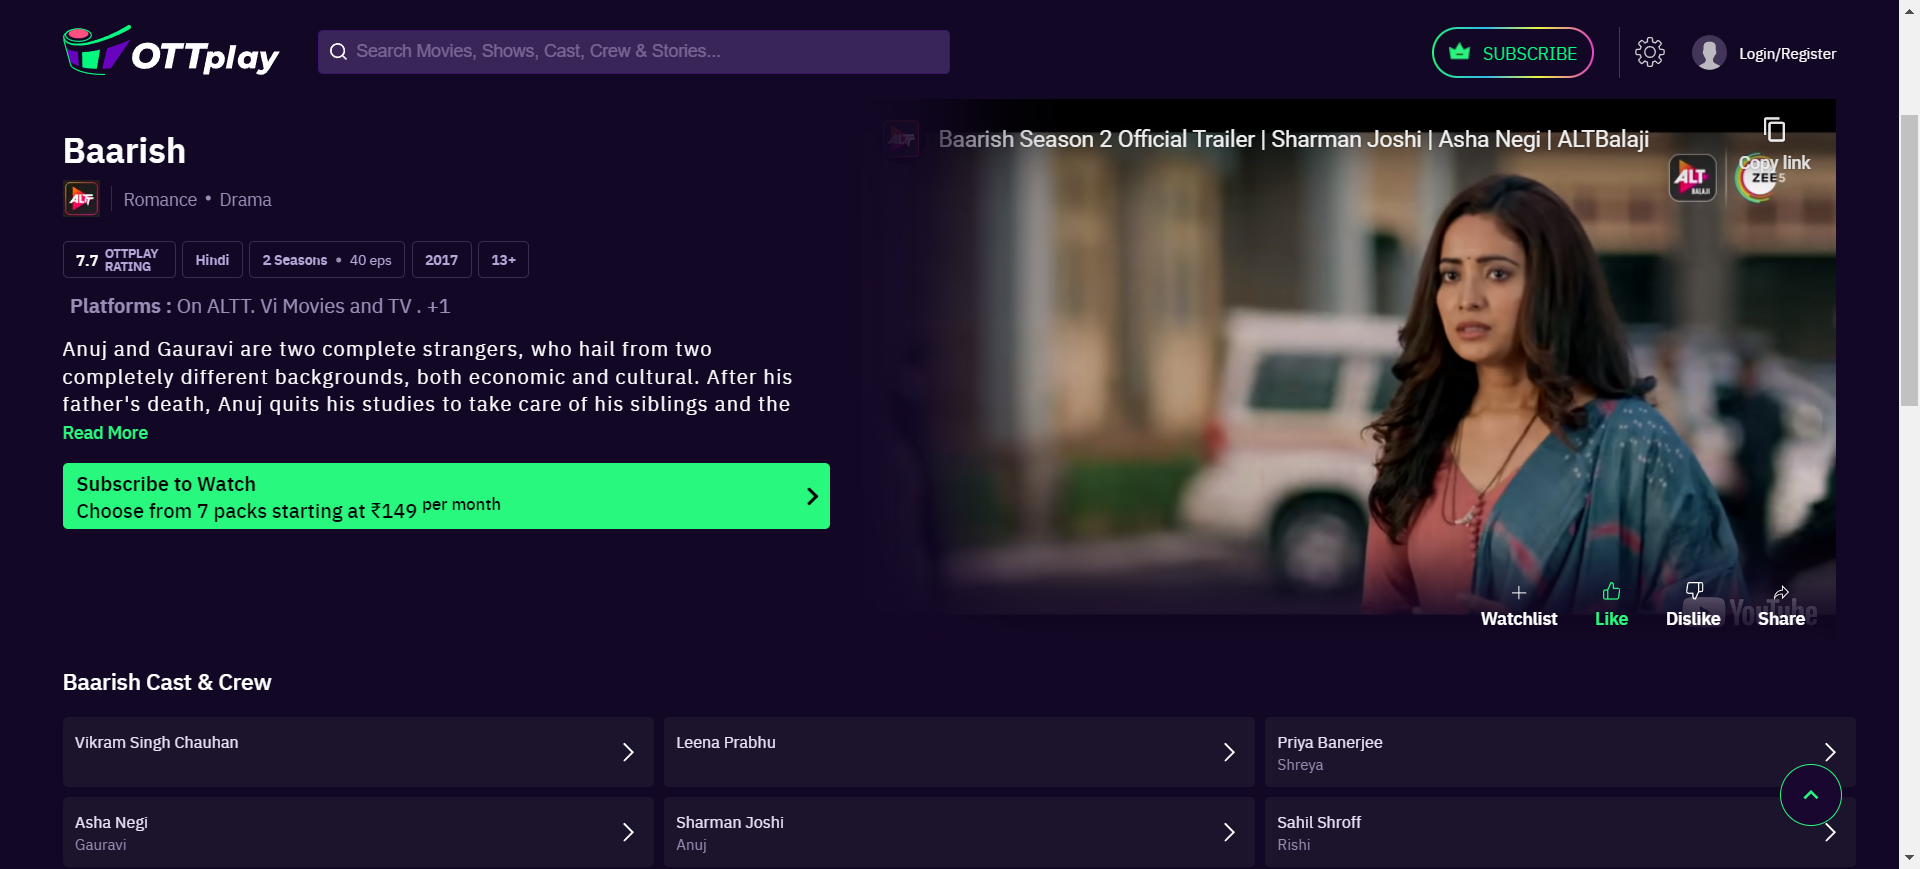 OTTplay
Search Movies, Shows, Cast, Crew & Stories...
SUBSCRIBE
Login/Register
Baarish
ALT
Romance • Drama
7.7 OTTPLAY RATING
Hindi
2 Seasons • 40 eps
2017
13+
Platforms : On ALTT. Vi Movies and TV . +1
Anuj and Gauravi are two complete strangers, who hail from two
completely different backgrounds, both economic and cultural. After his
father's death, Anuj quits his studies to take care of his siblings and the
Read More
Subscribe to Watch
Choose from 7 packs starting at ₹149 per month
Baarish Season 2 Official Trailer | Sharman Joshi | Asha Negi | ALTBalaji
Copy link
ALT
BALAJI
ZEE5
Watchlist
Like
Dislike
Share
YouTube
Baarish Cast & Crew
Vikram Singh Chauhan
Leena Prabhu
Priya Banerjee
Shreya
Asha Negi
Gauravi
Sharman Joshi
Anuj
Sahil Shroff
Rishi